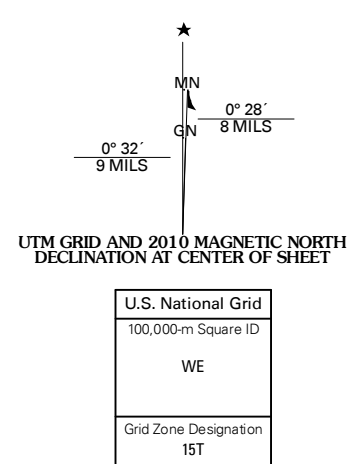 MN
0° 28´
8 MILS
GN
0° 32´
9 MILS
UTM GRID AND 2010 MAGNETIC NORTH
DECLINATION AT CENTER OF SHEET
U.S. National Grid
100,000-m Square ID
WE
Grid Zone Designation
15T